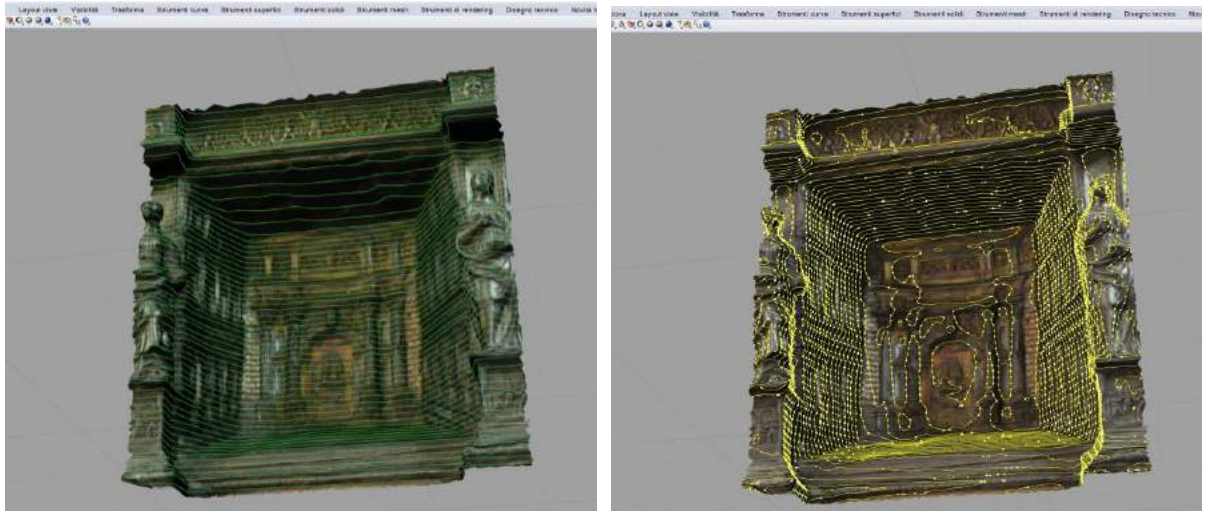 Layout viste Visibilità Trasforma Strumenti curve Strumenti superfici Strumenti solidi Strumenti mesh Strumenti di rendering Disegno tecnico Novità
Layout viste Visibilità Trasforma Strumenti curve Strumenti superfici Strumenti solidi Strumenti mesh Strumenti di rendering Disegno tecnico